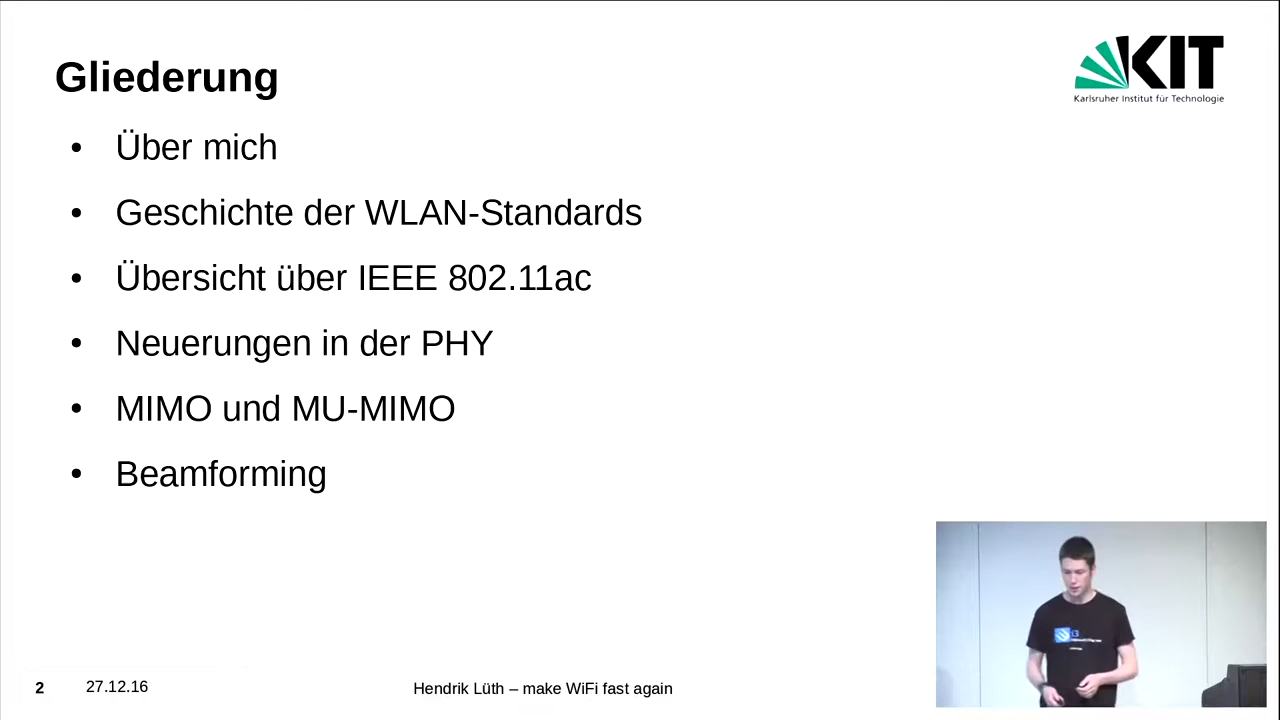 Gliederung
KIT
Karlsruher Institut für Technologie
• Über mich
• Geschichte der WLAN-Standards
• Übersicht über IEEE 802.11ac
• Neuerungen in der PHY
• MIMO und MU-MIMO
• Beamforming
2
27.12.16
Hendrik Lüth – make WiFi fast again